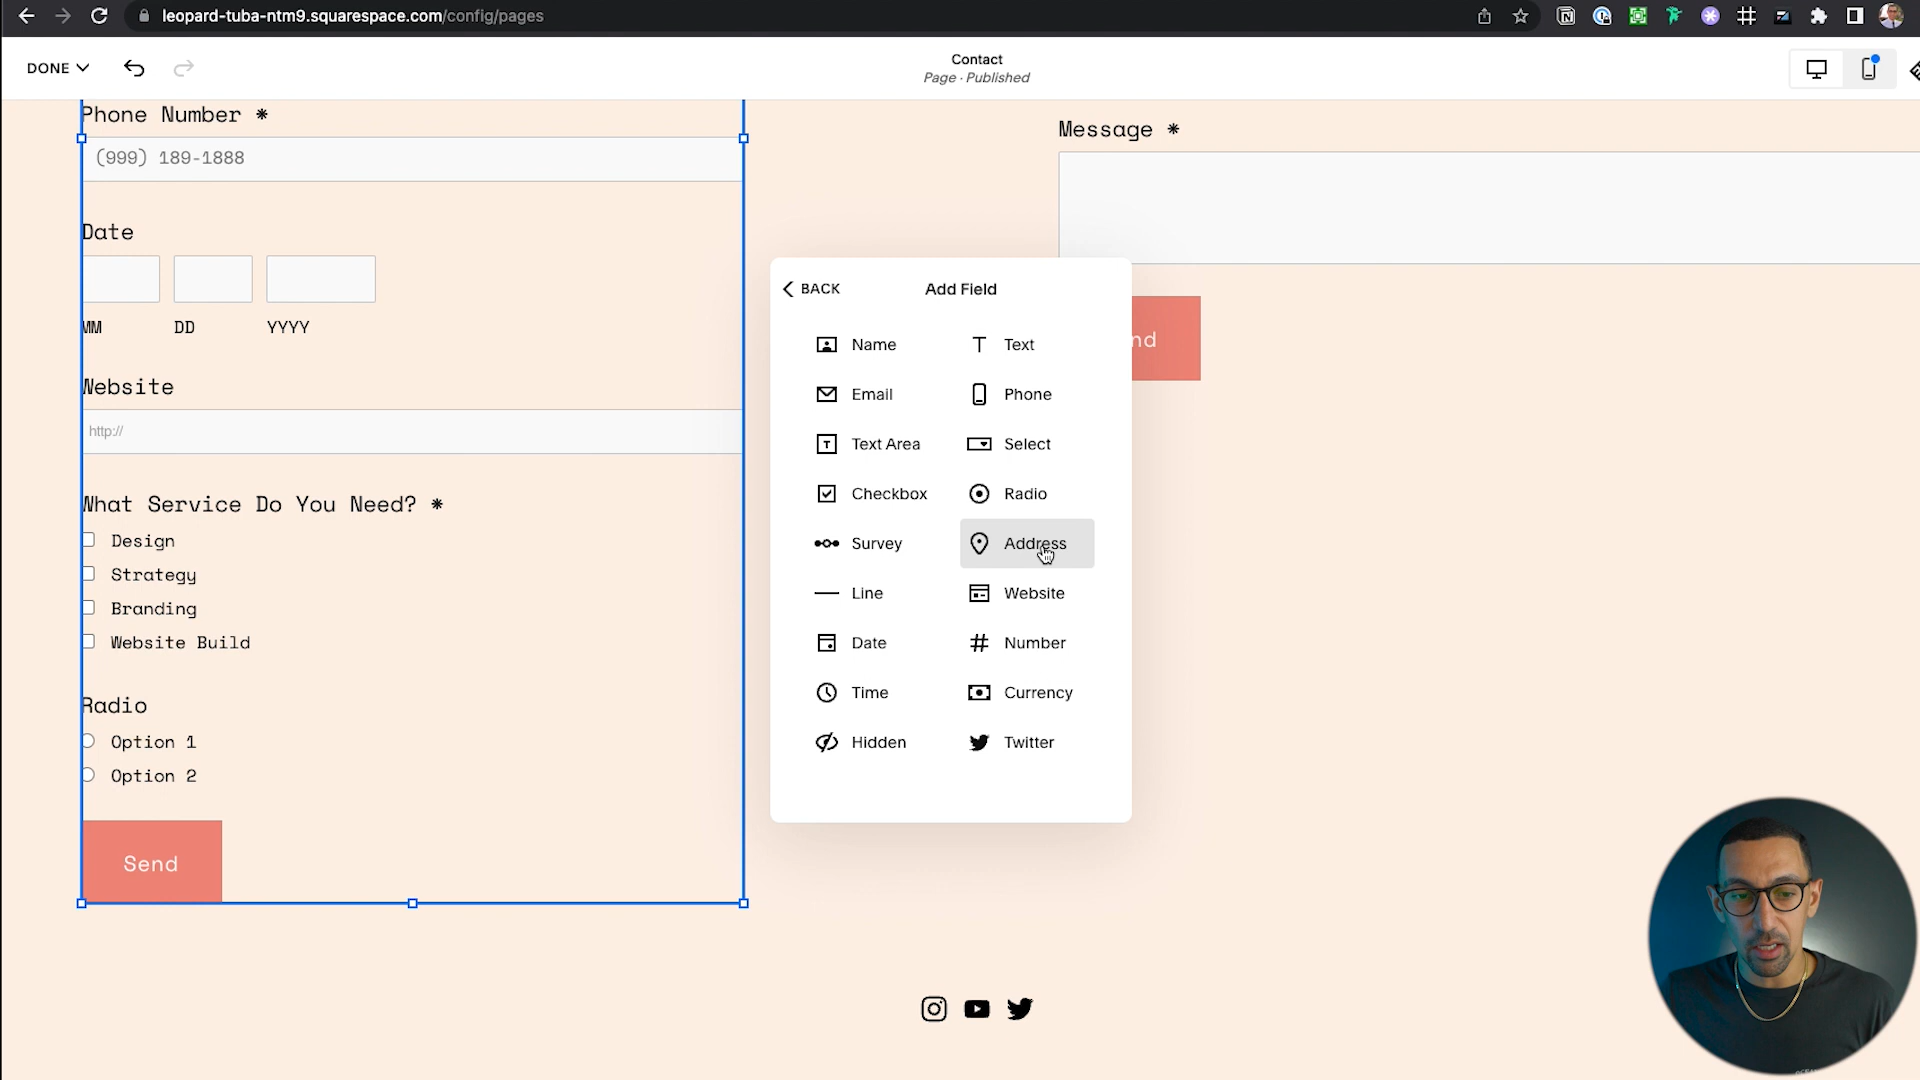 leopard-tuba-ntm9.squarespace.com/config/pages
DONE
Contact
Page · Published
Phone Number *
(999) 189-1888
Date
MM DD YYYY
Website
http://
What Service Do You Need? *
Design
Strategy
Branding
Website Build
Radio
Option 1
Option 2
Send
BACK
Add Field
Name Text
Email Phone
Text Area Select
Checkbox Radio
Survey Address
Line Website
Date Number
Time Currency
Hidden Twitter
Message *
nd